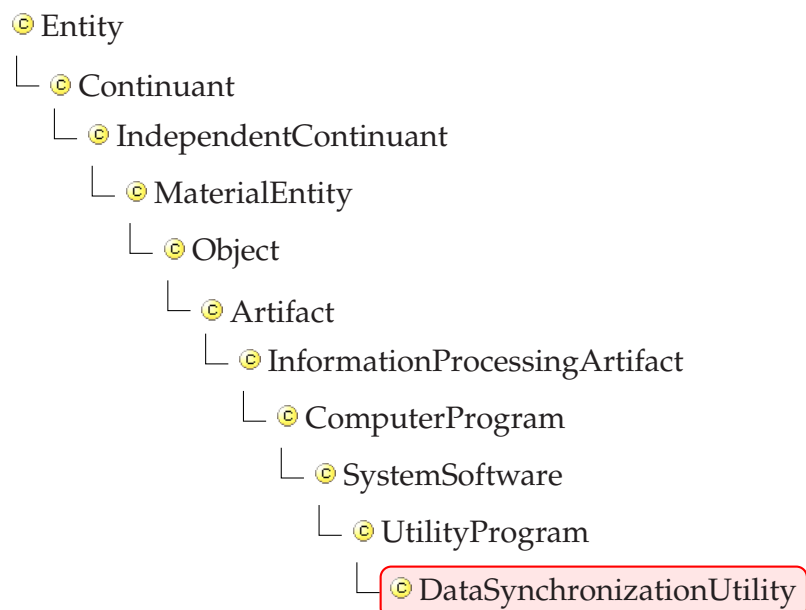 Entity
Continuant
IndependentContinuant
MaterialEntity
Object
Artifact
InformationProcessingArtifact
ComputerProgram
SystemSoftware
UtilityProgram
DataSynchronizationUtility